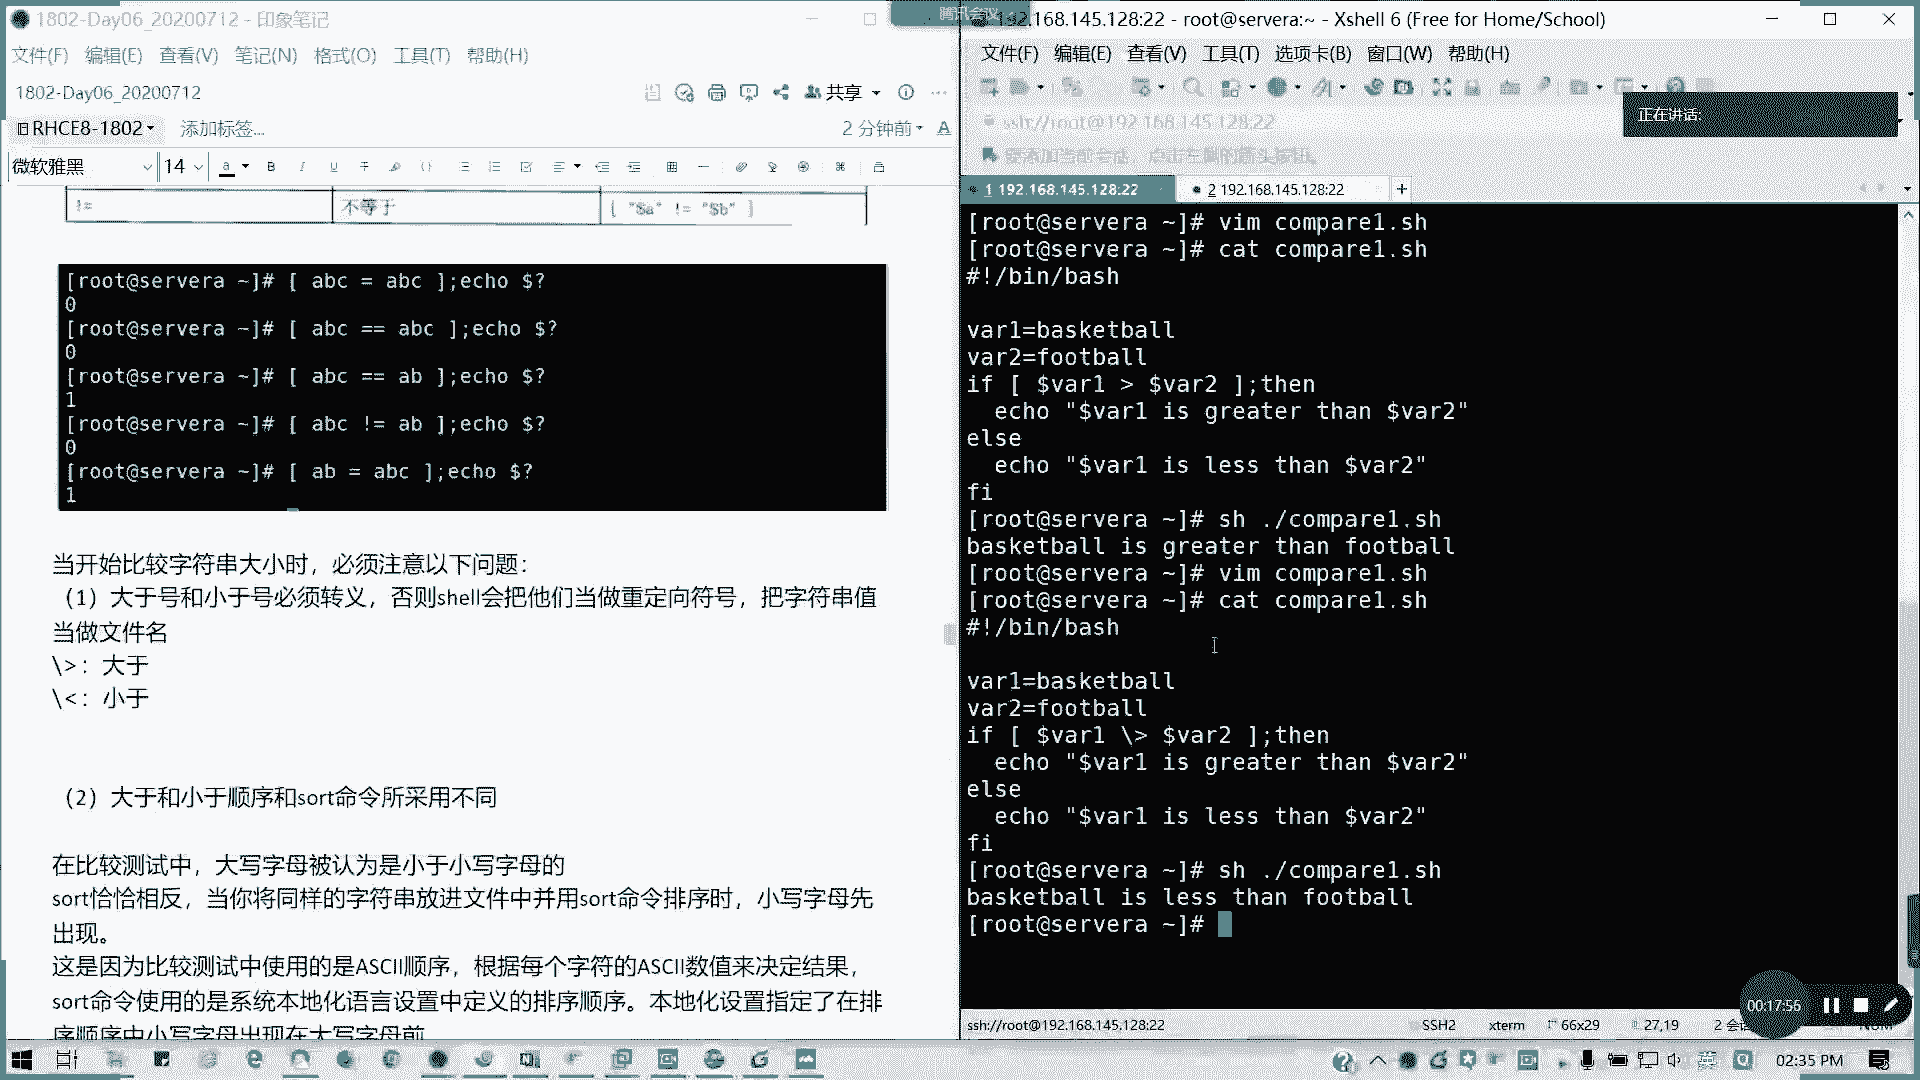 1802-Day06_20200712 - 印象笔记
文件(F) 编辑(E) 查看(V) 笔记(N) 格式(O) 工具(T) 帮助(H)
1802-Day06_20200712
共享
RHCE8-1802
添加标签...
2 分钟前
微软雅黑
14
!=
不等于
[ "$a" != "$b" ]
[root@servera ~]# [ abc = abc ];echo $?
0
[root@servera ~]# [ abc == abc ];echo $?
0
[root@servera ~]# [ abc == ab ];echo $?
1
[root@servera ~]# [ abc != ab ];echo $?
0
[root@servera ~]# [ ab = abc ];echo $?
1
当开始比较字符串大小时，必须注意以下问题：
（1）大于号和小于号必须转义，否则shell会把他们当做重定向符号，把字符串值
当做文件名
\>：大于
\<：小于
（2）大于和小于顺序和sort命令所采用不同
在比较测试中，大写字母被认为是小于小写字母的
sort恰恰相反，当你将同样的字符串放进文件中并用sort命令排序时，小写字母先
出现。
这是因为比较测试中使用的是ASCII顺序，根据每个字符的ASCII数值来决定结果，
sort命令使用的是系统本地化语言设置中定义的排序顺序。本地化设置指定了在排
序顺序中小写字母出现在大写字母前
腾讯会议
192.168.145.128:22 - root@servera:~ - Xshell 6 (Free for Home/School)
文件(F) 编辑(E) 查看(V) 工具(T) 选项卡(B) 窗口(W) 帮助(H)
ssh://root@192.168.145.128:22
正在讲话:
要添加当前会话，点击左侧的箭头按钮。
1 192.168.145.128:22
2 192.168.145.128:22
[root@servera ~]# vim compare1.sh
[root@servera ~]# cat compare1.sh
#!/bin/bash
var1=basketball
var2=football
if [ $var1 > $var2 ];then
  echo "$var1 is greater than $var2"
else
  echo "$var1 is less than $var2"
fi
[root@servera ~]# sh ./compare1.sh
basketball is greater than football
[root@servera ~]# vim compare1.sh
[root@servera ~]# cat compare1.sh
#!/bin/bash
var1=basketball
var2=football
if [ $var1 \> $var2 ];then
  echo "$var1 is greater than $var2"
else
  echo "$var1 is less than $var2"
fi
[root@servera ~]# sh ./compare1.sh
basketball is less than football
[root@servera ~]#
00:17:56
ssh://root@192.168.145.128:22
SSH2
xterm
66x29
27,19
2 会
NUM
英
02:35 PM